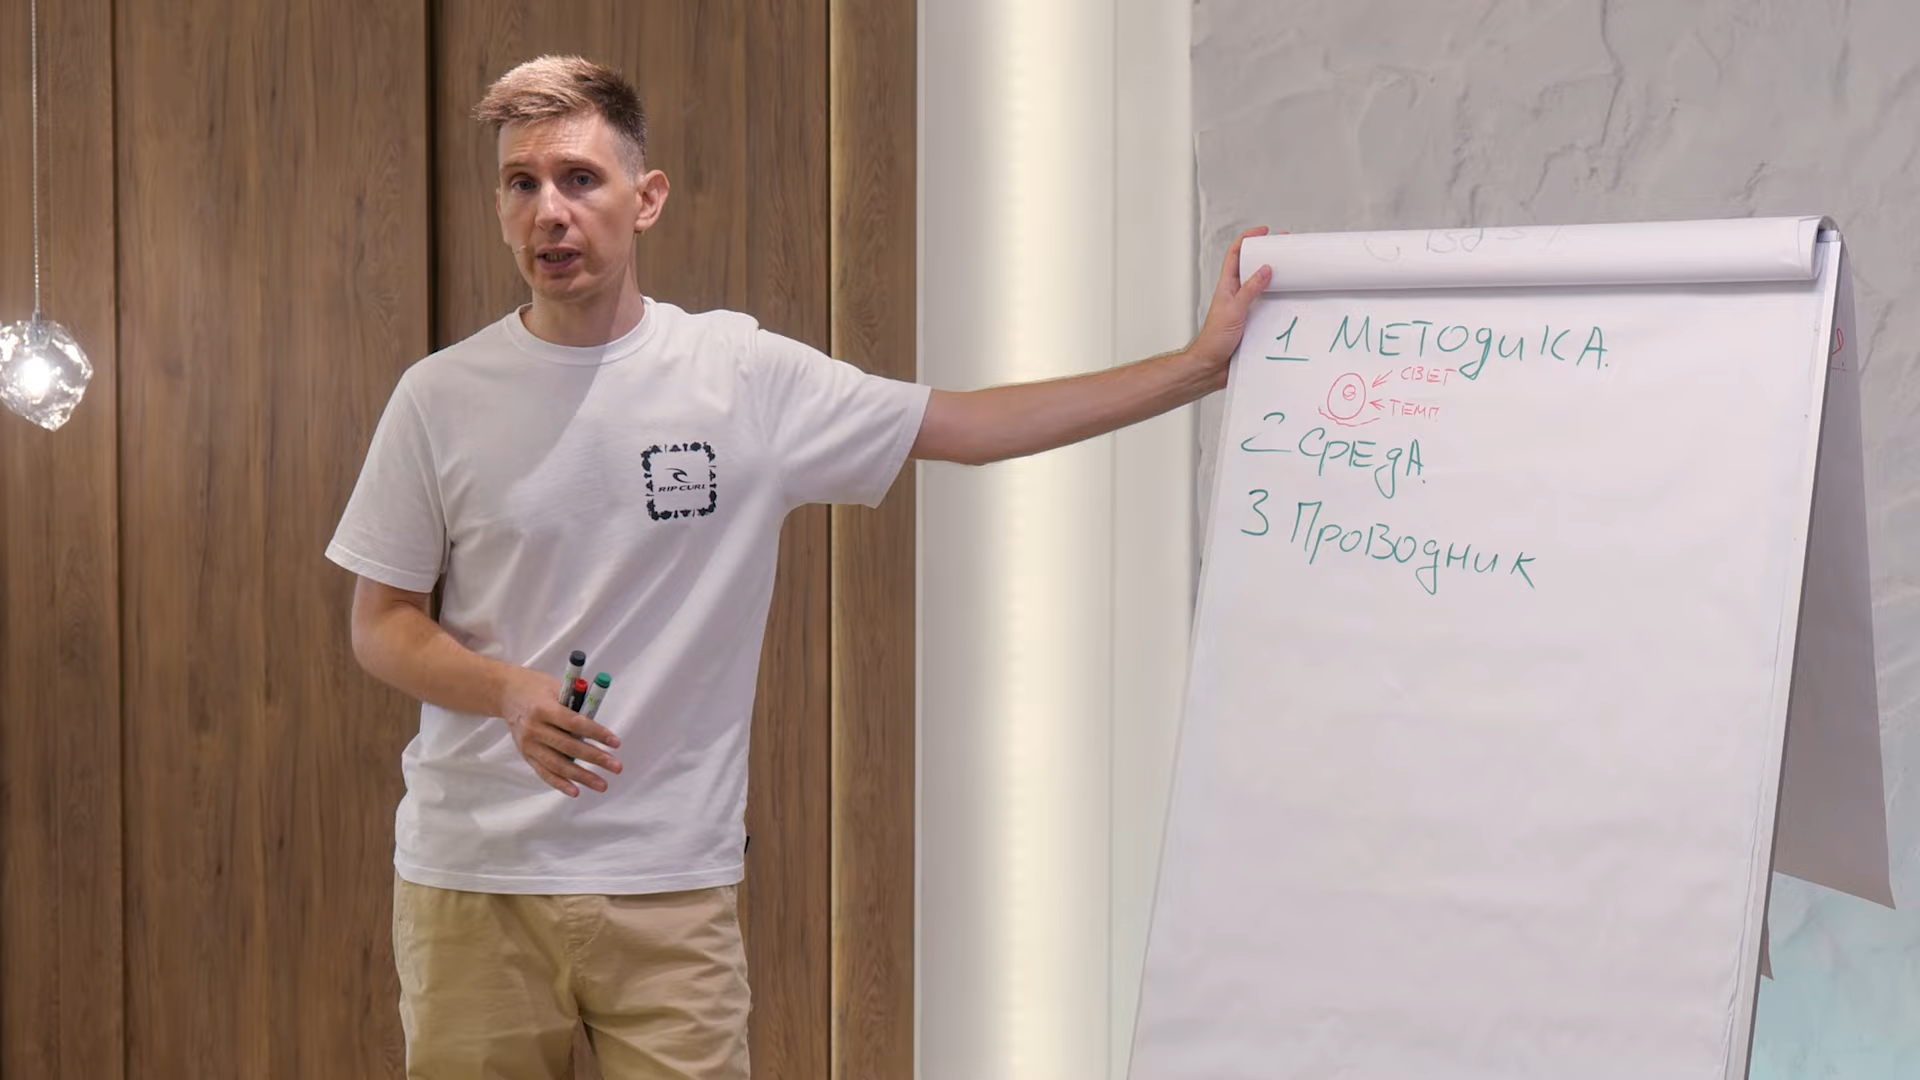 1 МЕТОДИКА.
СВЕТ
ТЕМП.
2 СРЕДА.
3 ПРОВОДНИК
RIP CURL